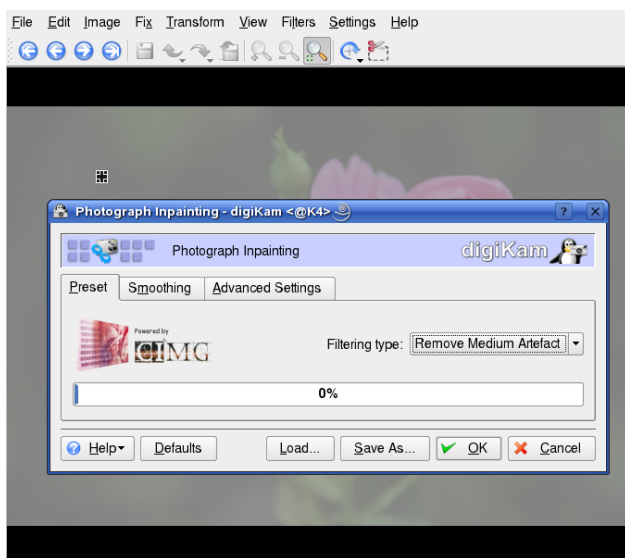 File Edit Image Fix Transform View Filters Settings Help
Photograph Inpainting - digiKam <@K4>
Photograph Inpainting digiKam
Preset Smoothing Advanced Settings
Powered by
CIMG
Filtering type: Remove Medium Artefact
0%
Help Defaults Load... Save As... OK Cancel